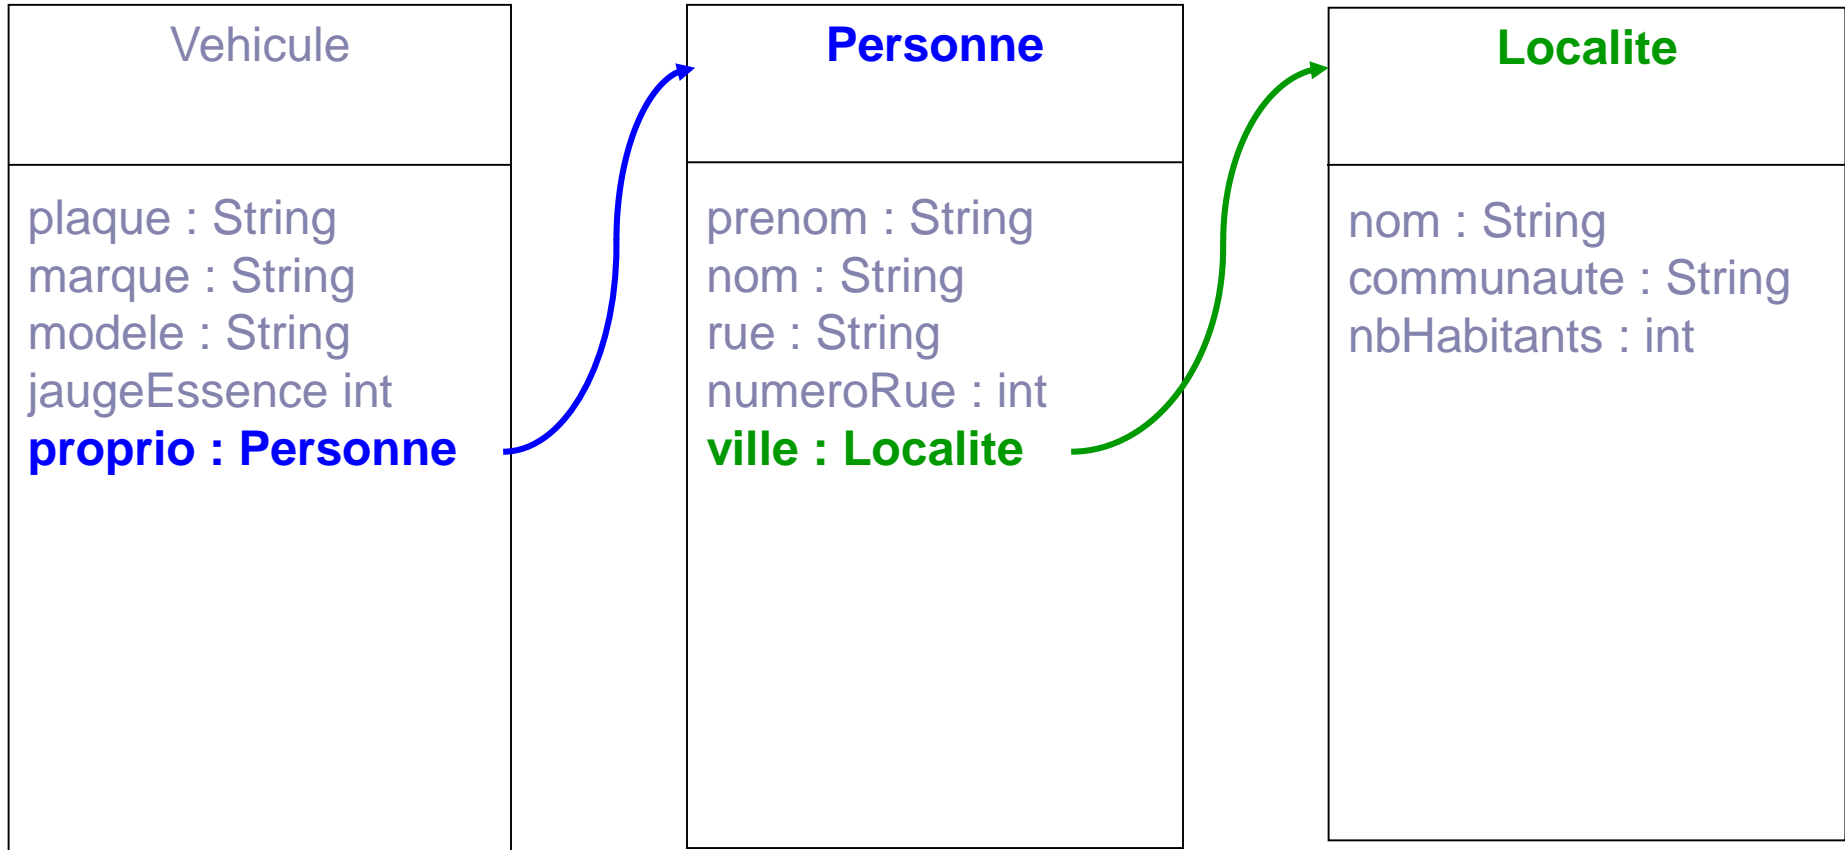 Vehicule
plaque : String
marque : String
modele : String
jaugeEssence int
proprio : Personne
Personne
prenom : String
nom : String
rue : String
numeroRue : int
ville : Localite
Localite
nom : String
communaute : String
nbHabitants : int